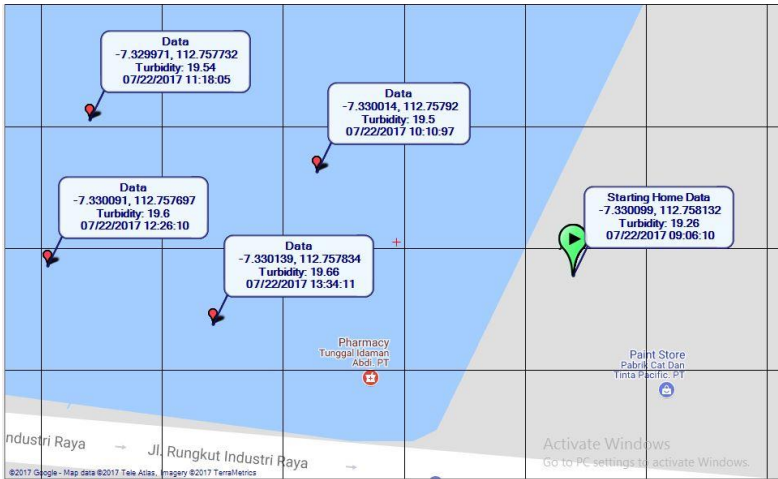 Data
-7.329971, 112.757732
Turbidity: 19.54
07/22/2017 11:18:05
Data
-7.330014, 112.75792
Turbidity: 19.5
07/22/2017 10:10:97
Data
-7.330091, 112.757697
Turbidity: 19.6
07/22/2017 12:26:10
Starting Home Data
-7.330099, 112.758132
Turbidity: 19.26
07/22/2017 09:06:10
Data
-7.330139, 112.757834
Turbidity: 19.66
07/22/2017 13:34:11
Pharmacy
Tunggal Idaman
Abdi. PT
Paint Store
Pabrik Cat Dan
Tinta Pacific. PT
ndustri Raya
Jl. Rungkut Industri Raya
Activate Windows
Go to PC settings to activate Windows.
©2017 Google - Map data ©2017 Tele Atlas, Imagery ©2017 TerraMetrics